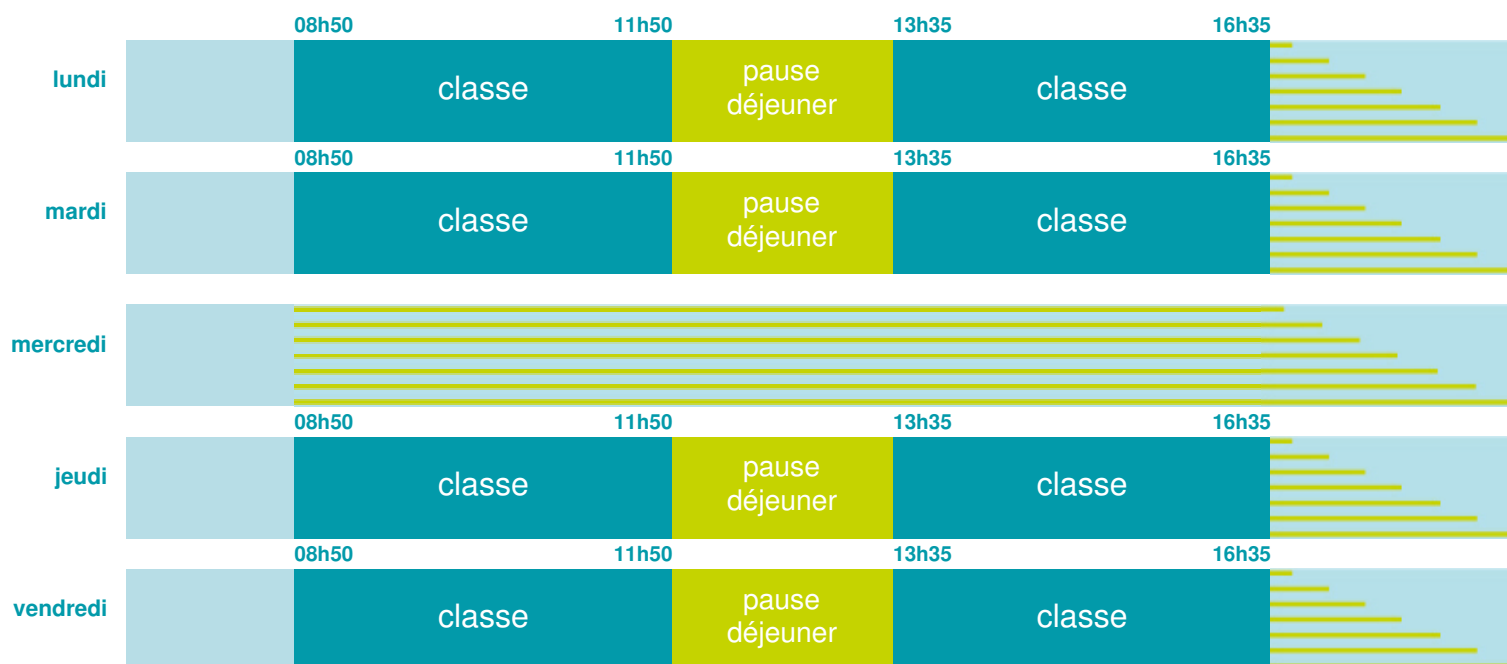 08h50 11h50 13h35 16h35
lundi classe pause déjeuner classe
08h50 11h50 13h35 16h35
mardi classe pause déjeuner classe
mercredi
08h50 11h50 13h35 16h35
jeudi classe pause déjeuner classe
08h50 11h50 13h35 16h35
vendredi classe pause déjeuner classe